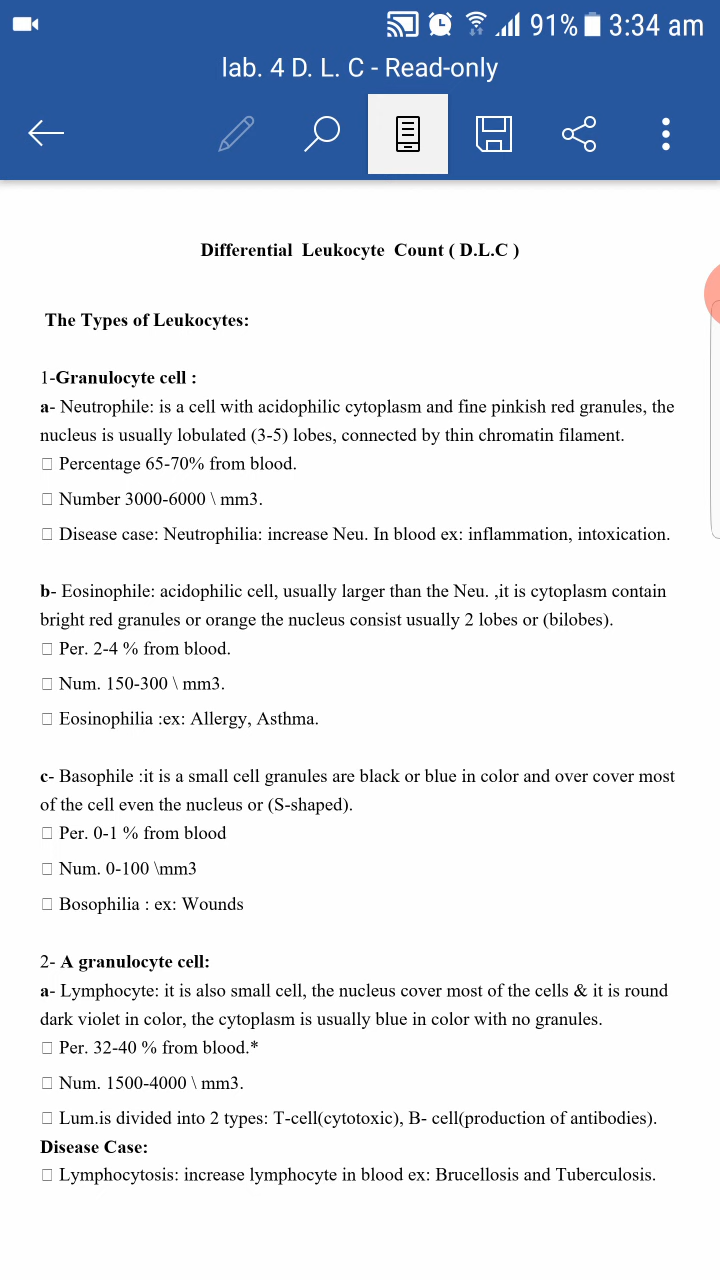 91% 3:34 am
lab. 4 D. L. C - Read-only
Differential Leukocyte Count ( D.L.C )
The Types of Leukocytes:
1-Granulocyte cell :
a- Neutrophile: is a cell with acidophilic cytoplasm and fine pinkish red granules, the
nucleus is usually lobulated (3-5) lobes, connected by thin chromatin filament.
□ Percentage 65-70% from blood.
□ Number 3000-6000 \ mm3.
□ Disease case: Neutrophilia: increase Neu. In blood ex: inflammation, intoxication.
b- Eosinophile: acidophilic cell, usually larger than the Neu. ,it is cytoplasm contain
bright red granules or orange the nucleus consist usually 2 lobes or (bilobes).
□ Per. 2-4 % from blood.
□ Num. 150-300 \ mm3.
□ Eosinophilia :ex: Allergy, Asthma.
c- Basophile :it is a small cell granules are black or blue in color and over cover most
of the cell even the nucleus or (S-shaped).
□ Per. 0-1 % from blood
□ Num. 0-100 \mm3
□ Bosophilia : ex: Wounds
2- A granulocyte cell:
a- Lymphocyte: it is also small cell, the nucleus cover most of the cells & it is round
dark violet in color, the cytoplasm is usually blue in color with no granules.
□ Per. 32-40 % from blood.*
□ Num. 1500-4000 \ mm3.
□ Lum.is divided into 2 types: T-cell(cytotoxic), B- cell(production of antibodies).
Disease Case:
□ Lymphocytosis: increase lymphocyte in blood ex: Brucellosis and Tuberculosis.